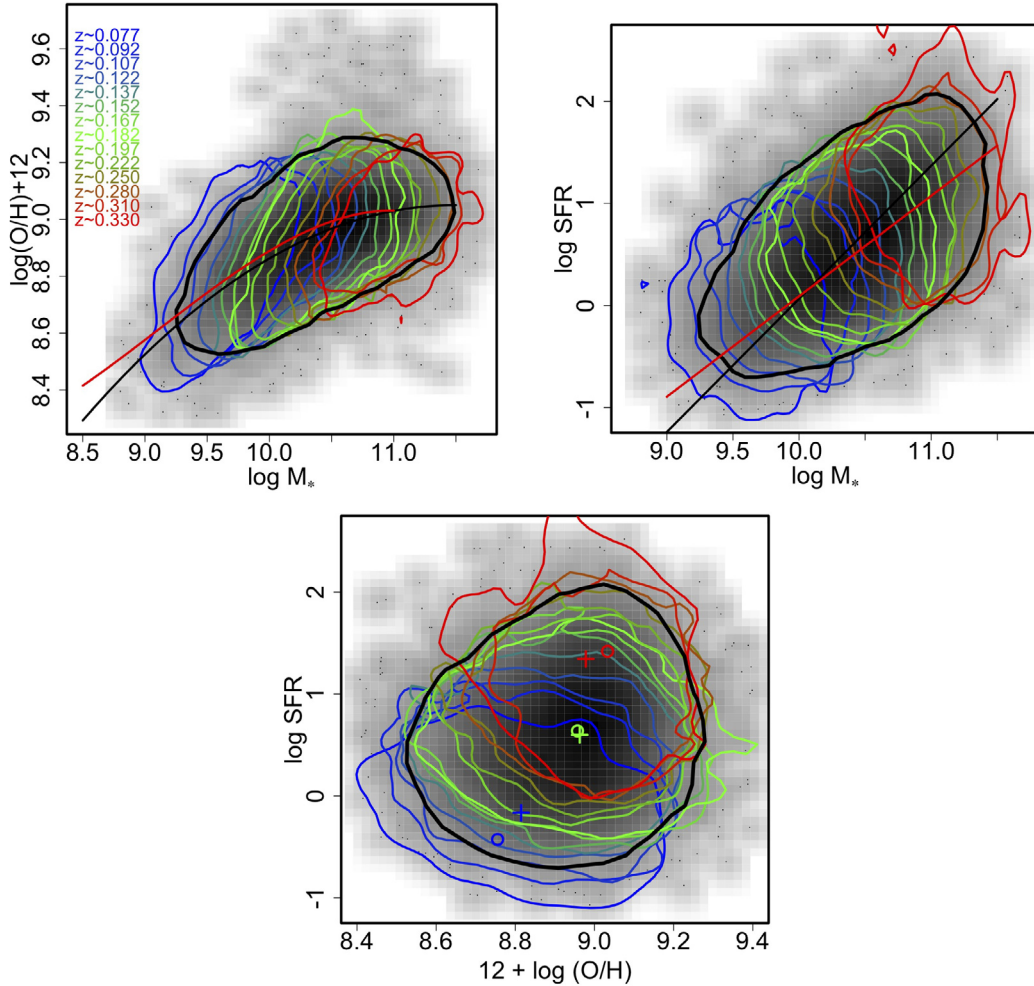 9.6
9.4
9.2
9.0
8.8
8.6
8.4
log(O/H)+12
z~0.077
z~0.092
z~0.107
z~0.122
z~0.137
z~0.152
z~0.167
z~0.182
z~0.197
z~0.222
z~0.250
z~0.280
z~0.310
z~0.330
8.5 9.0 9.5 10.0 11.0
log M*
2
1
0
-1
log SFR
9.0 9.5 10.0 11.0
log M*
2
1
0
-1
log SFR
8.4 8.6 8.8 9.0 9.2 9.4
12 + log (O/H)